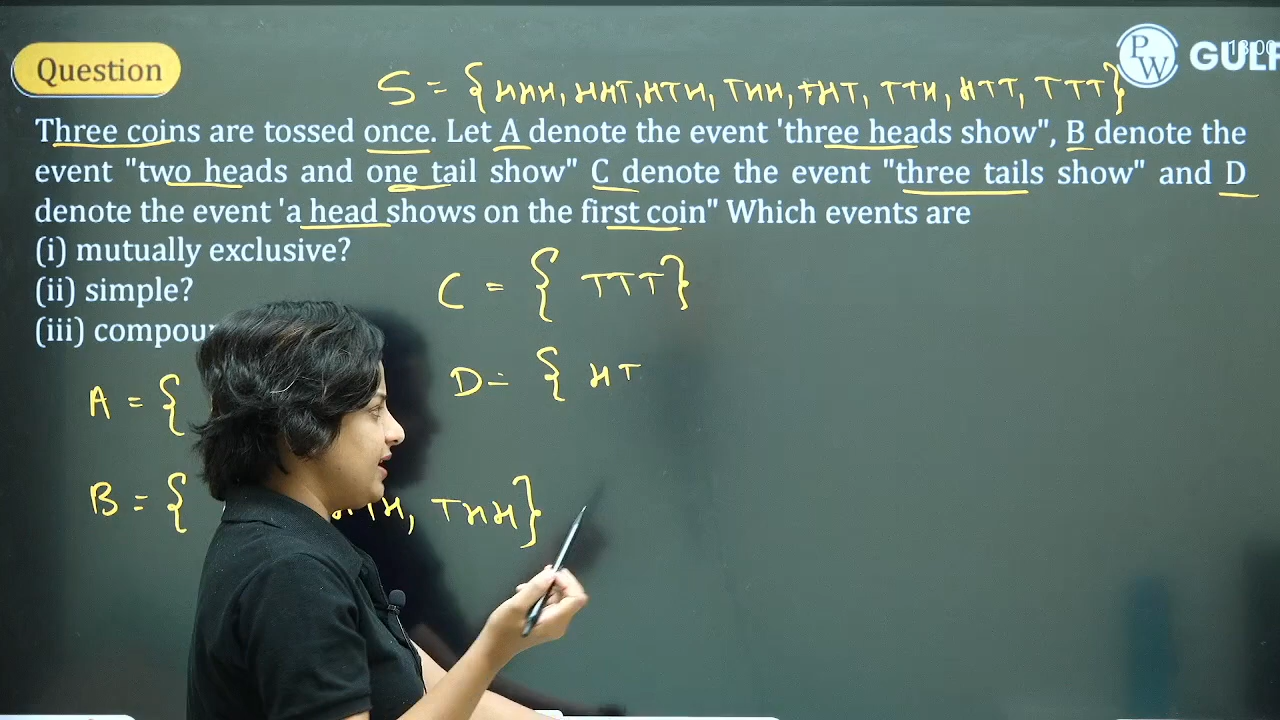 Question
S = {HHH, HHT, HTH, THH, THT, TTH, HTT, TTT}
PW GULF
Three coins are tossed once. Let A denote the event 'three heads show", B denote the
event "two heads and one tail show" C denote the event "three tails show" and D
denote the event 'a head shows on the first coin" Which events are
(i) mutually exclusive?
(ii) simple?
(iii)
C = { TTT}
D = { HT
A = {
B = { THH}